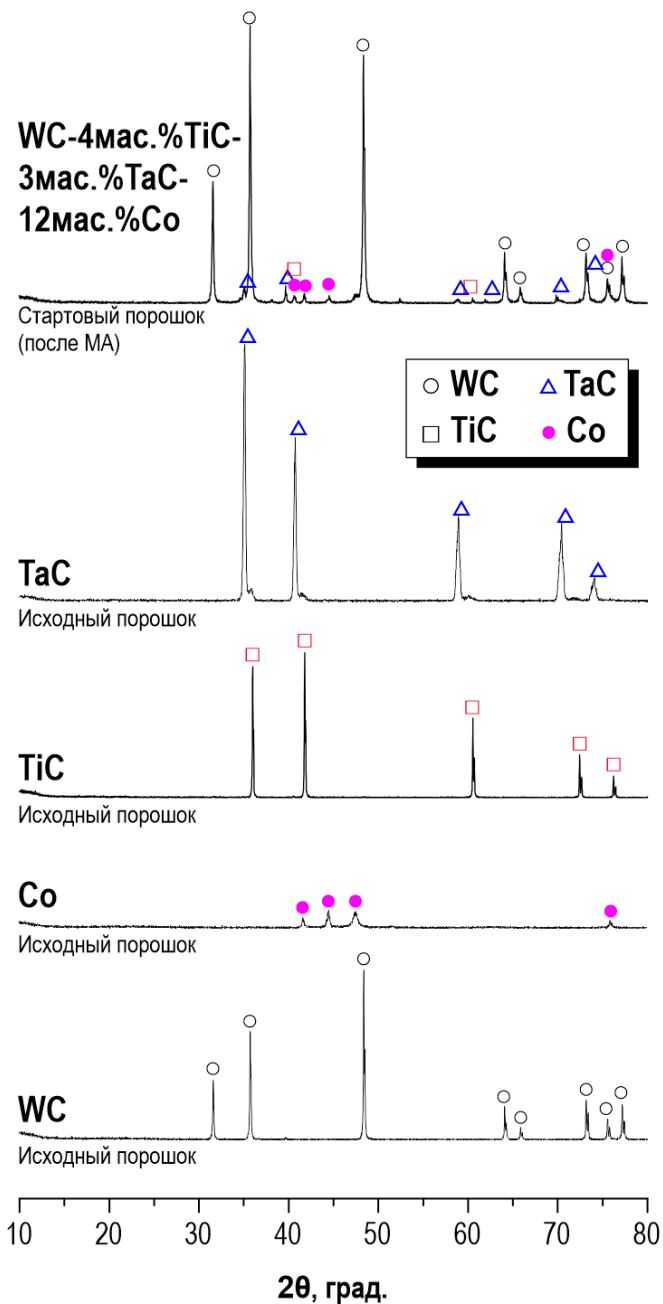 WC-4мас.%TiC-
3мас.%TaC-
12мас.%Co
Стартовый порошок
(после МА)
WC TaC
TiC Co
TaC
Исходный порошок
TiC
Исходный порошок
Co
Исходный порошок
WC
Исходный порошок
10 20 30 40 50 60 70 80
2θ, град.